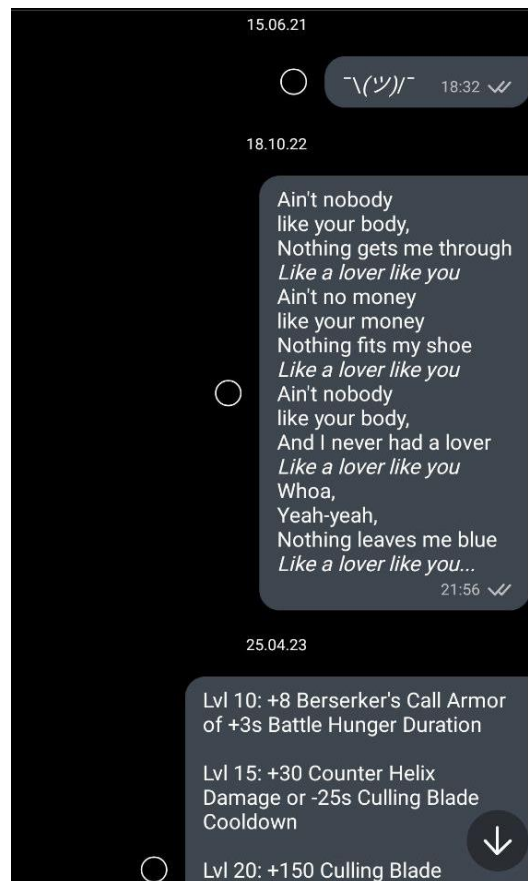 15.06.21
¯\(ツ)/¯ 18:32
18.10.22
Ain't nobody
like your body,
Nothing gets me through
Like a lover like you
Ain't no money
like your money
Nothing fits my shoe
Like a lover like you
Ain't nobody
like your body,
And I never had a lover
Like a lover like you
Whoa,
Yeah-yeah,
Nothing leaves me blue
Like a lover like you...
21:56
25.04.23
Lvl 10: +8 Berserker's Call Armor
of +3s Battle Hunger Duration
Lvl 15: +30 Counter Helix
Damage or -25s Culling Blade
Cooldown
Lvl 20: +150 Culling Blade